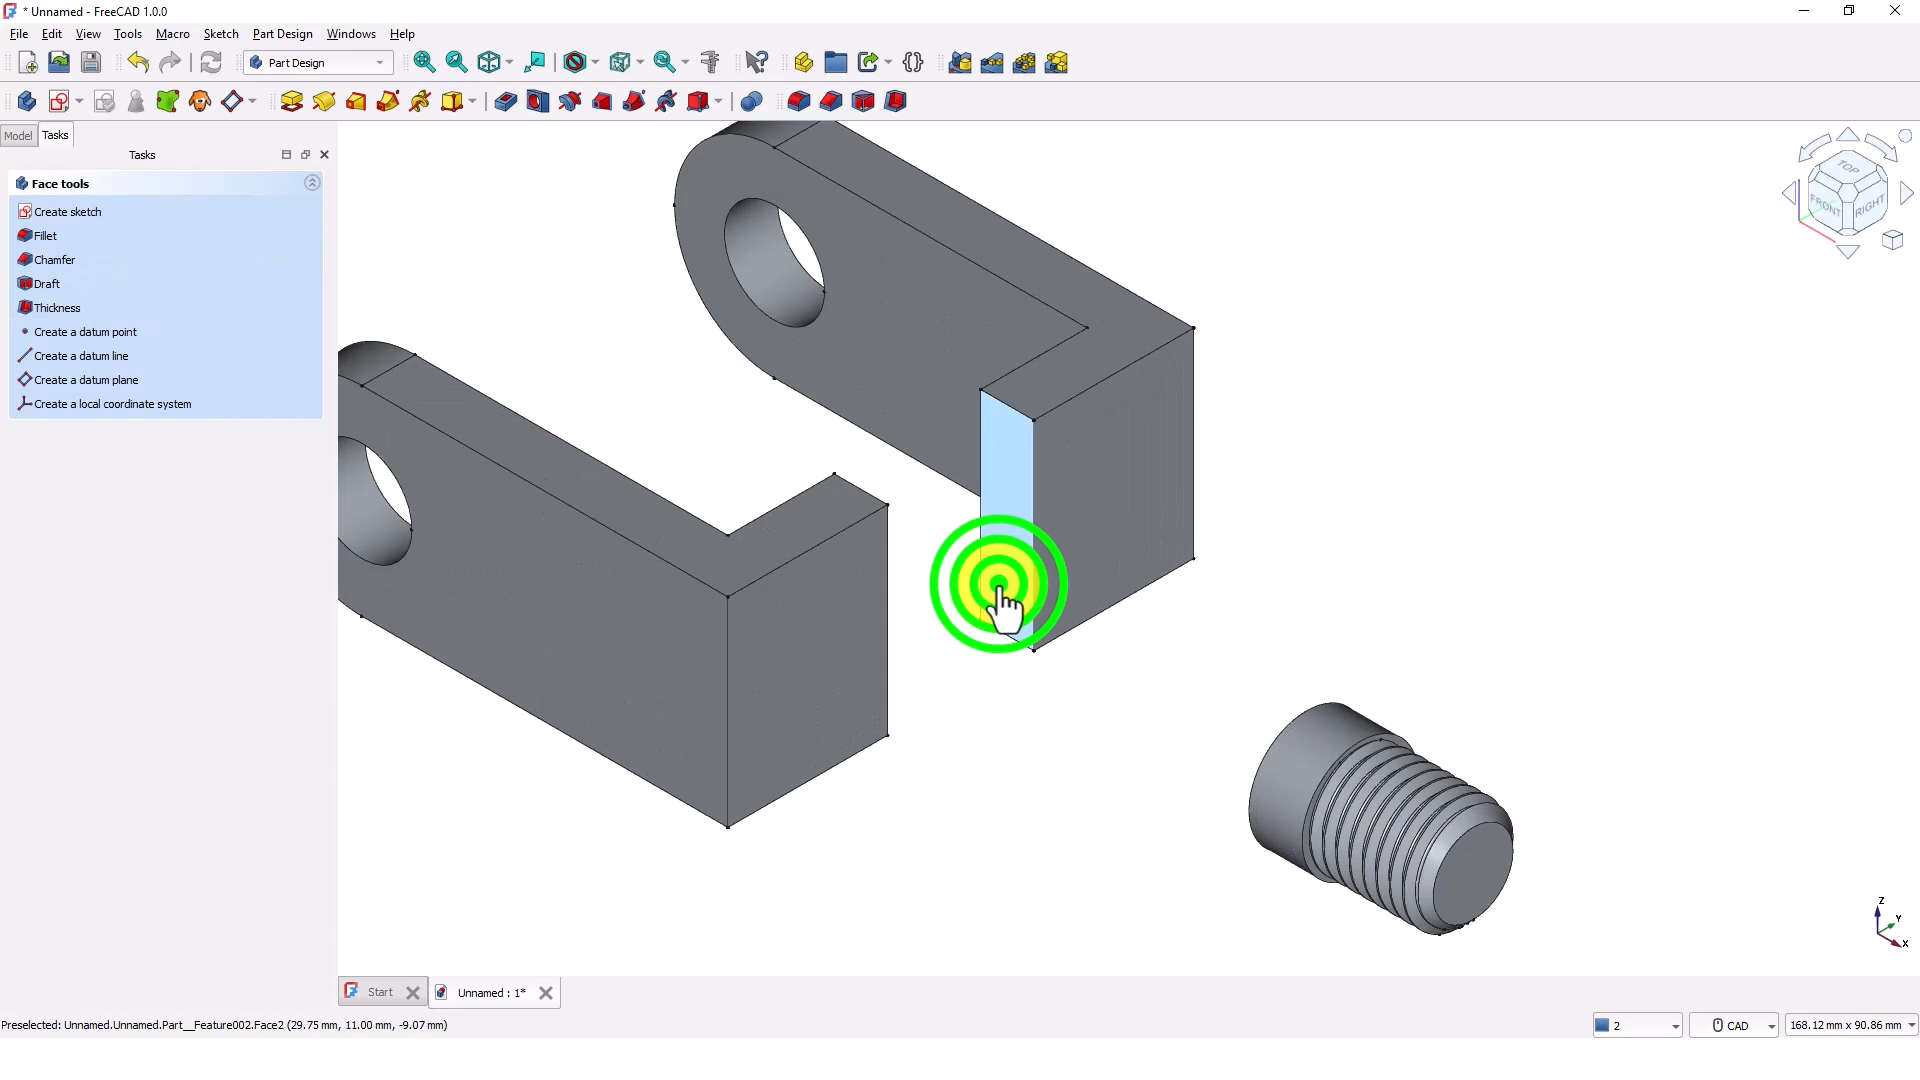 * Unnamed - FreeCAD 1.0.0
File Edit View Tools Macro Sketch Part Design Windows Help
Part Design
Model Tasks
Tasks
Face tools
Create sketch
Fillet
Chamfer
Draft
Thickness
Create a datum point
Create a datum line
Create a datum plane
Create a local coordinate system
TOP
FRONT
RIGHT
Z
Y
X
Start
Unnamed : 1*
Preselected: Unnamed.Unnamed.Part__Feature002.Face2 (29.75 mm, 11.00 mm, -9.07 mm)
2
CAD
168.12 mm x 90.86 mm